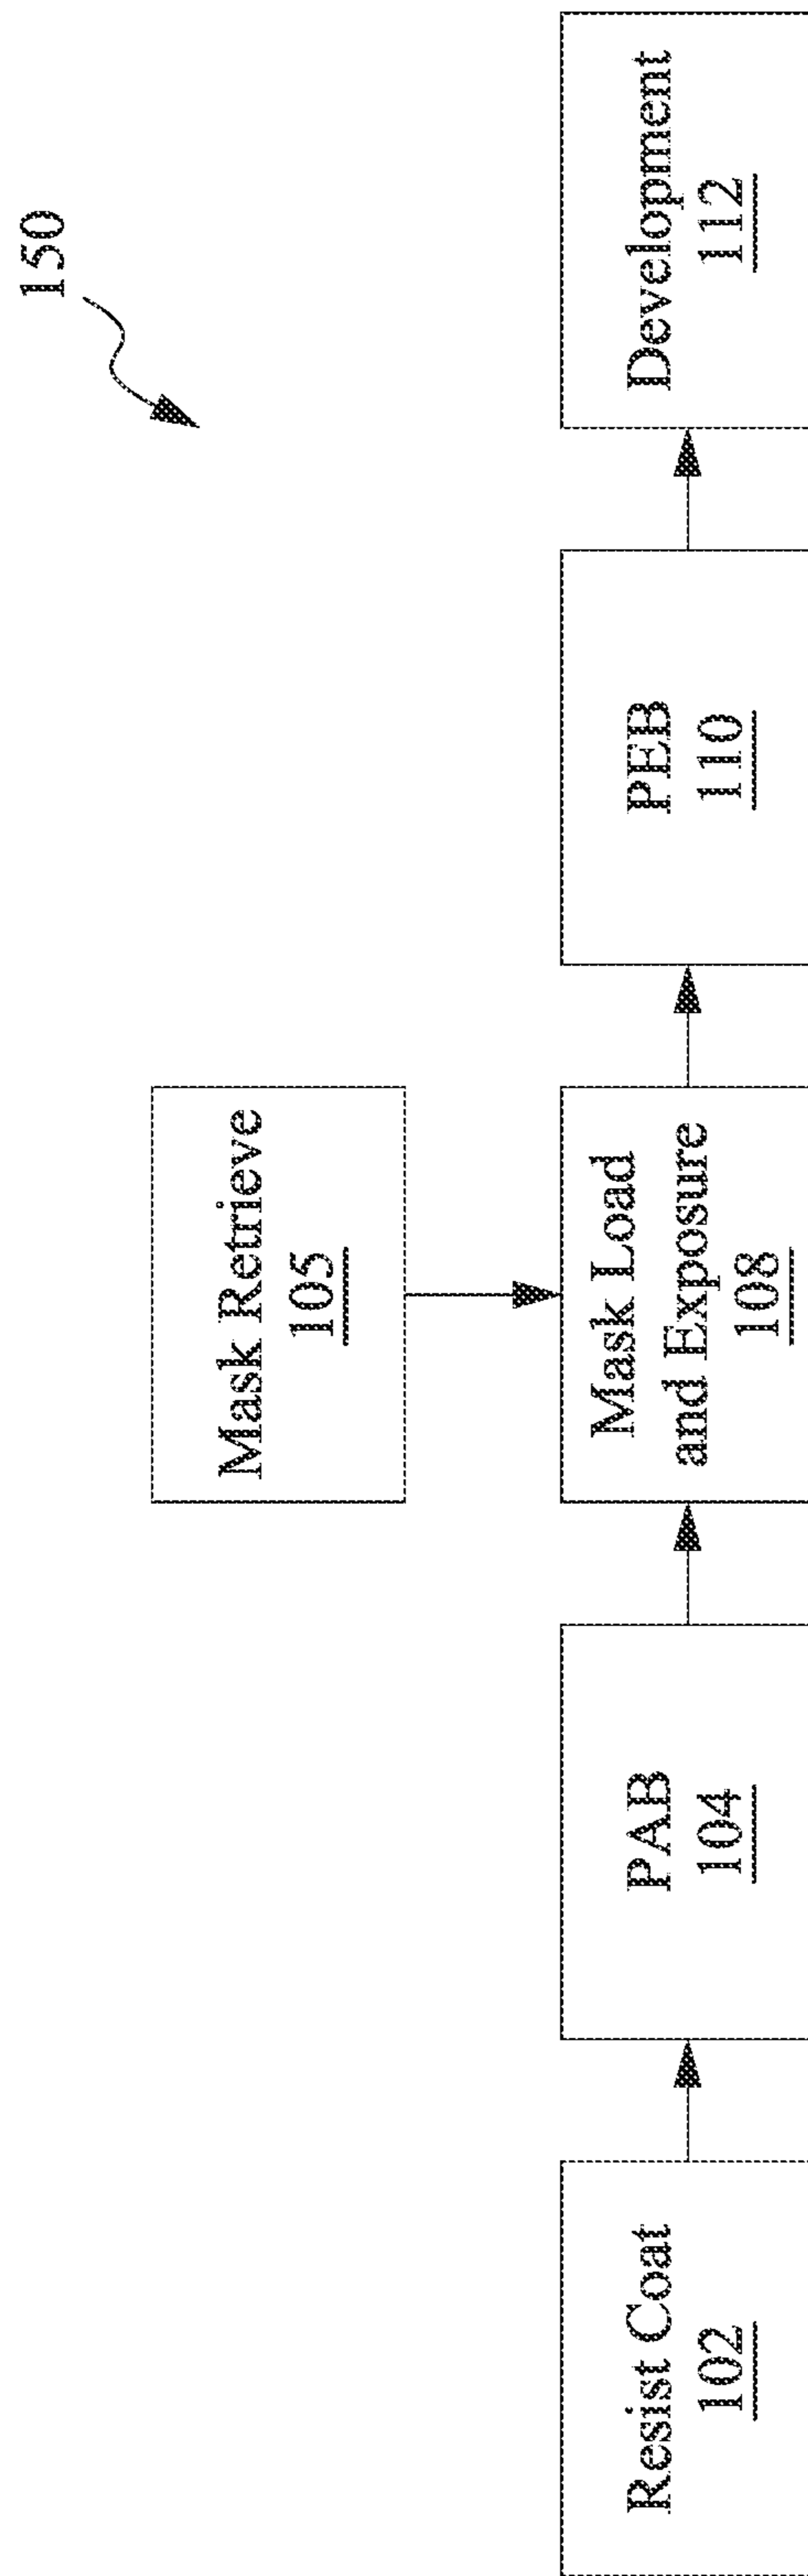 150
Mask Retrieve
105
Resist Coat
102
PAB
104
Mask Load
and Exposure
108
PEB
110
Development
112